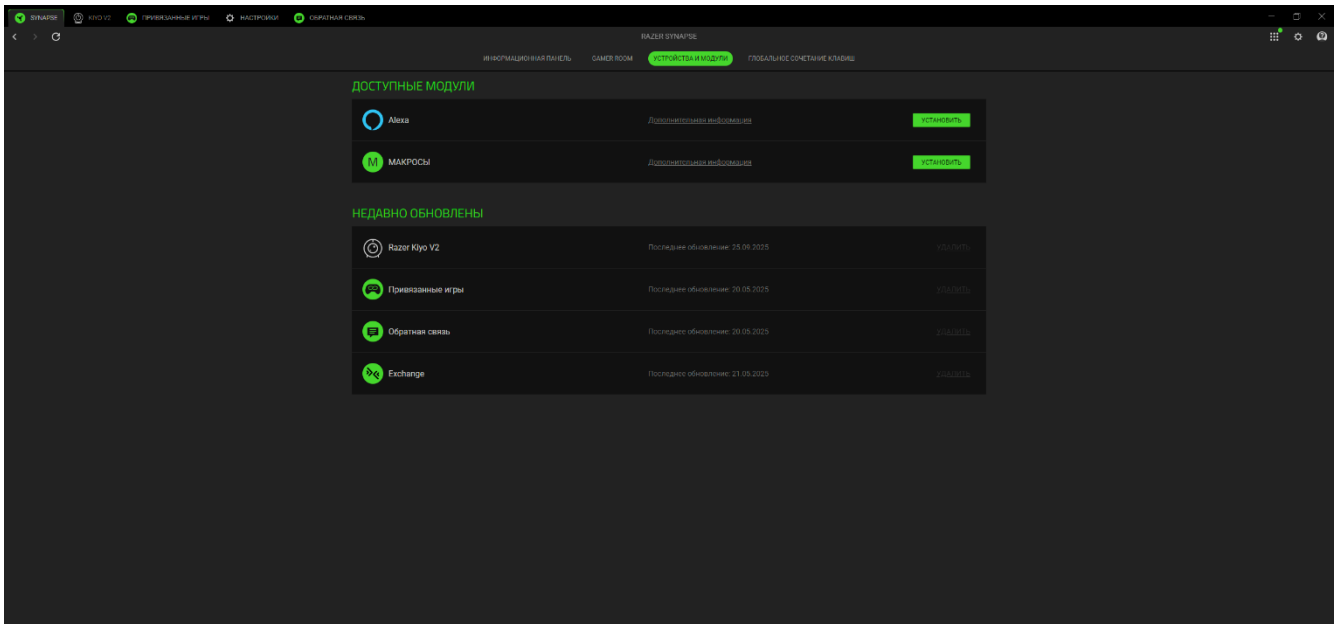 SYNAPSE KIYO V2 ПРИВЯЗАННЫЕ ИГРЫ НАСТРОЙКИ ОБРАТНАЯ СВЯЗЬ
RAZER SYNAPSE
ИНФОРМАЦИОННАЯ ПАНЕЛЬ GAMER ROOM УСТРОЙСТВА И МОДУЛИ ГЛОБАЛЬНОЕ СОЧЕТАНИЕ КЛАВИШ
ДОСТУПНЫЕ МОДУЛИ
Alexa Дополнительная информация УСТАНОВИТЬ
M МАКРОСЫ Дополнительная информация УСТАНОВИТЬ
НЕДАВНО ОБНОВЛЕНЫ
Razer Kiyo V2 Последнее обновление: 25.09.2025 УДАЛИТЬ
Привязанные игры Последнее обновление: 20.05.2025 УДАЛИТЬ
Обратная связь Последнее обновление: 20.05.2025 УДАЛИТЬ
Exchange Последнее обновление: 21.05.2025 УДАЛИТЬ